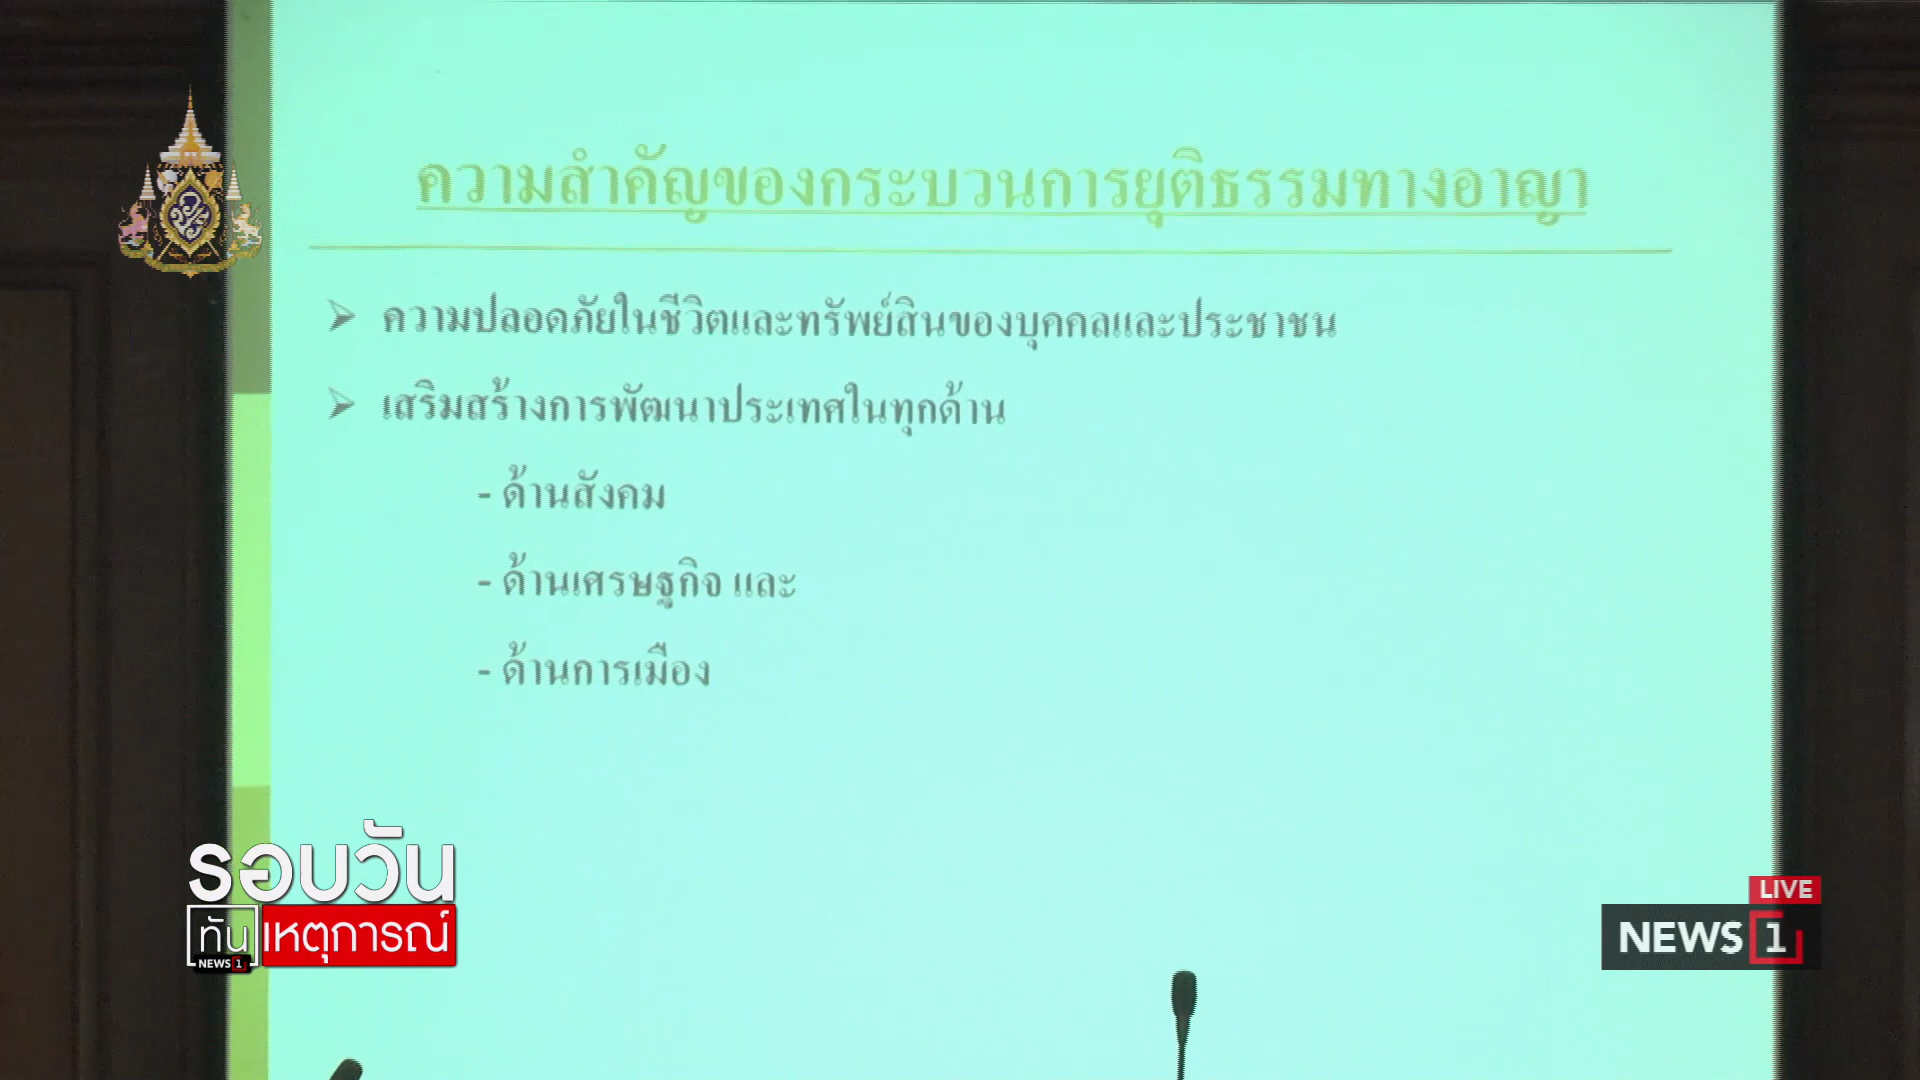 ความสำคัญของกระบวนการยุติธรรมทางอาญา
➢ ความปลอดภัยในชีวิตและทรัพย์สินของบุคคลและประชาชน
➢ เสริมสร้างการพัฒนาประเทศในทุกด้าน
- ด้านสังคม
- ด้านเศรษฐกิจ และ
- ด้านการเมือง
รอบวัน
ทันเหตุการณ์
NEWS 1
LIVE
NEWS 1